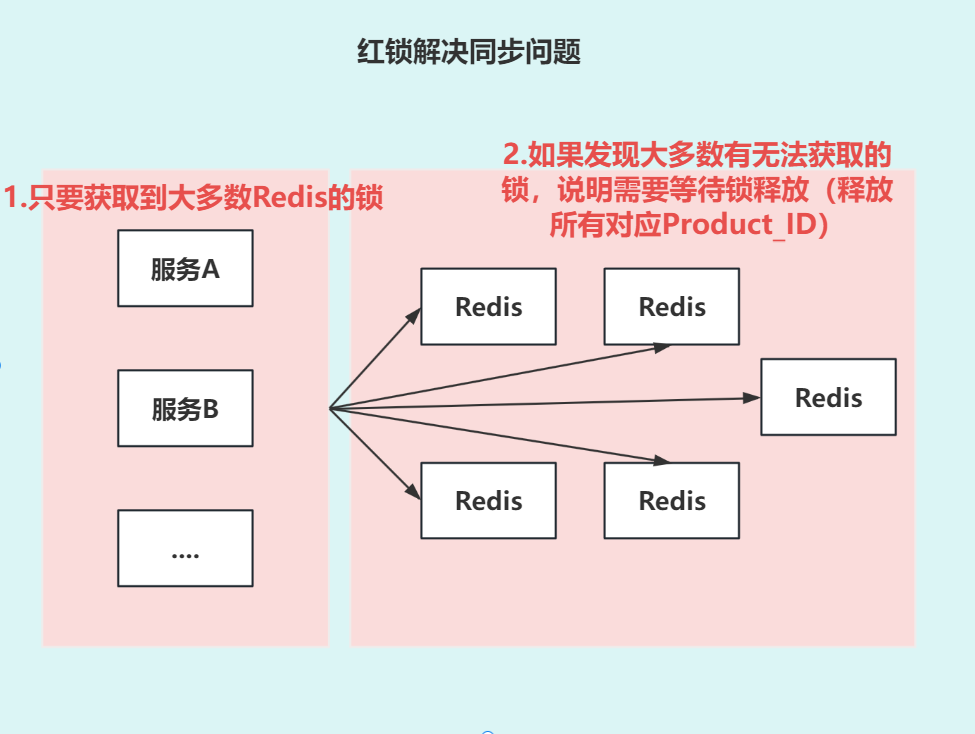 红锁解决同步问题
1.只要获取到大多数Redis的锁
2.如果发现大多数有无法获取的
锁，说明需要等待锁释放（释放
所有对应Product_ID）
服务A
服务B
....
Redis
Redis
Redis
Redis
Redis